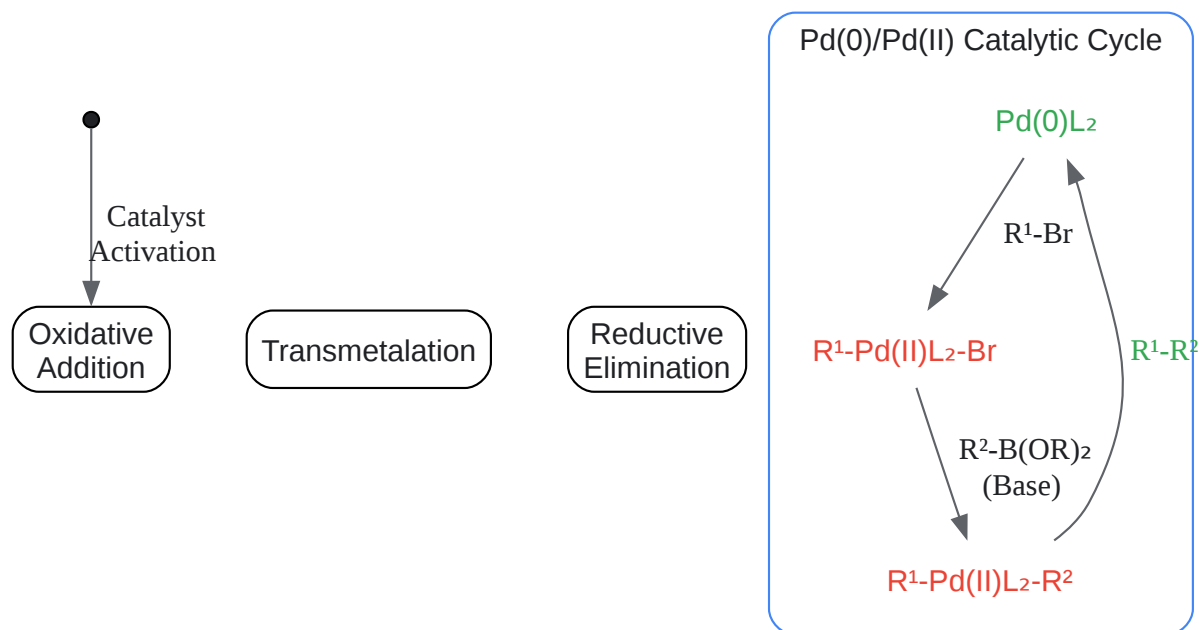 Pd(0)/Pd(II) Catalytic Cycle
Pd(0)L₂
Catalyst
Activation
R¹-Br
Oxidative
Addition
Transmetalation
Reductive
Elimination
R¹-Pd(II)L₂-Br
R¹-R²
R²-B(OR)₂
(Base)
R¹-Pd(II)L₂-R²